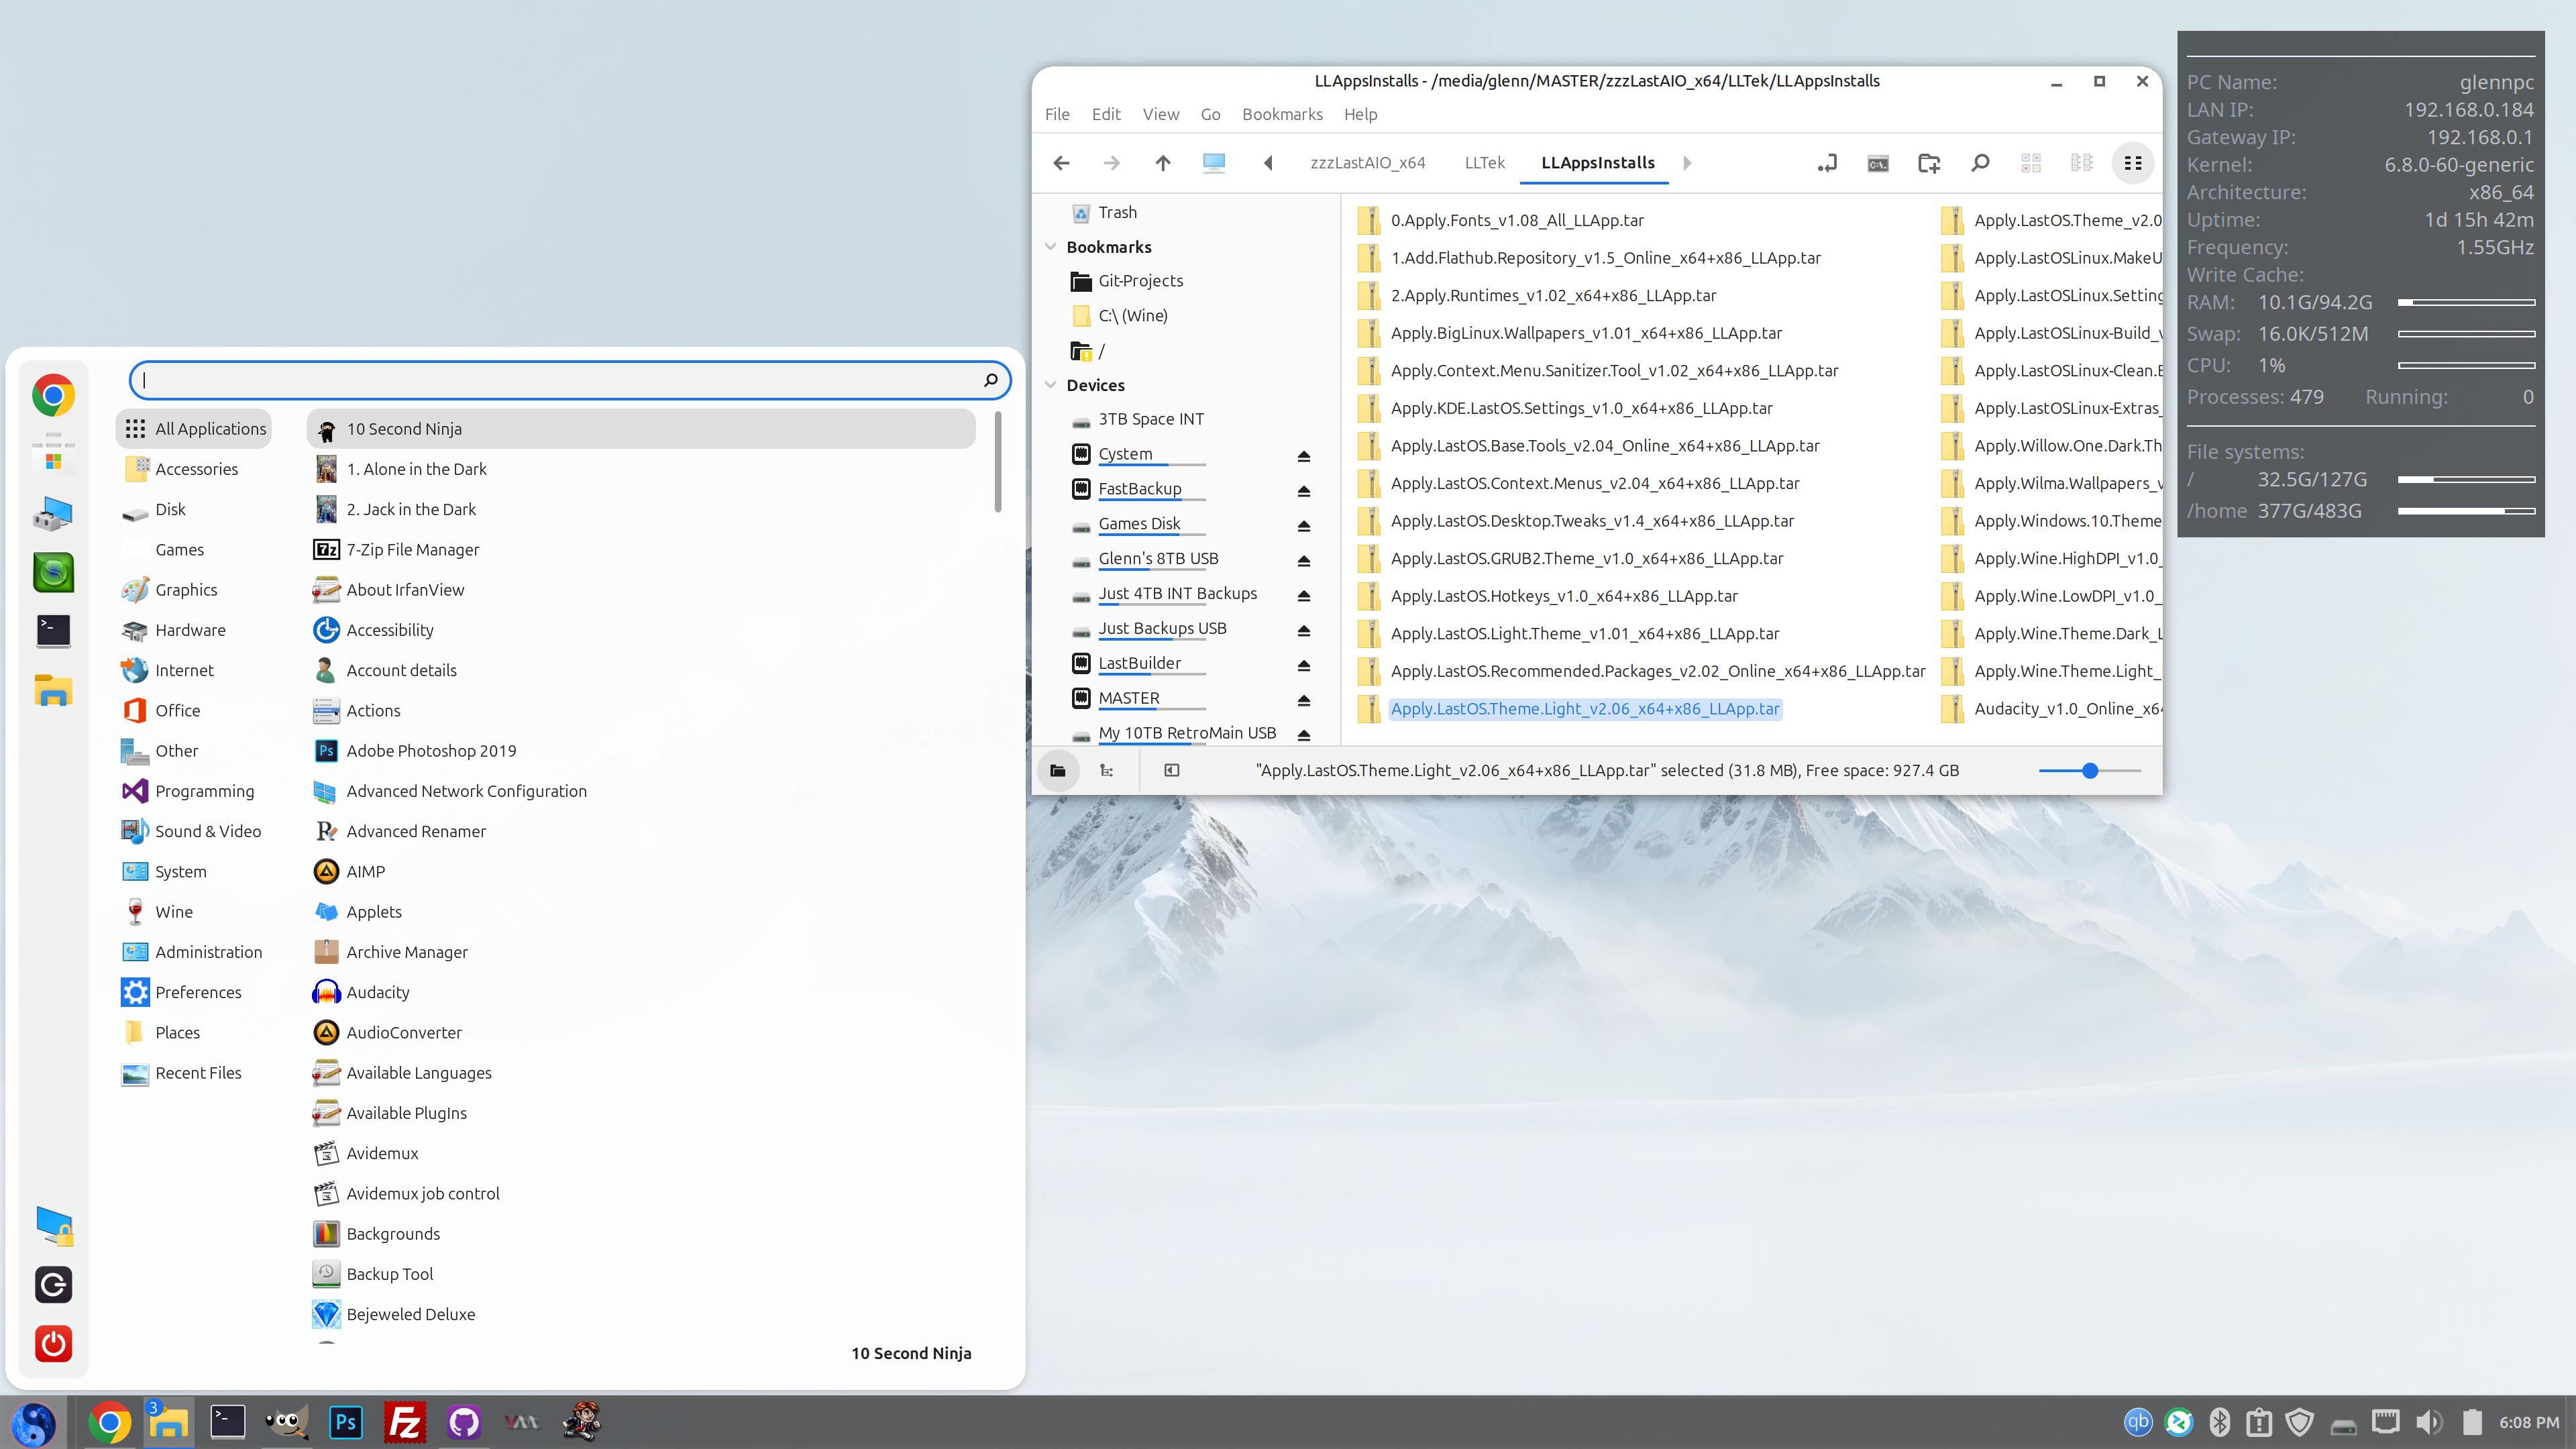 LLAppsInstalls - /media/glenn/MASTER/zzzLastAIO_x64/LLTek/LLAppsInstalls
File Edit View Go Bookmarks Help
zzzLastAIO_x64 LLTek LLAppsInstalls
Trash
Bookmarks
Git-Projects
C:\ (Wine)
/
Devices
3TB Space INT
Cystem
FastBackup
Games Disk
Glenn's 8TB USB
Just 4TB INT Backups
Just Backups USB
LastBuilder
MASTER
My 10TB RetroMain USB
0.Apply.Fonts_v1.08_All_LLApp.tar
1.Add.Flathub.Repository_v1.5_Online_x64+x86_LLApp.tar
2.Apply.Runtimes_v1.02_x64+x86_LLApp.tar
Apply.BigLinux.Wallpapers_v1.01_x64+x86_LLApp.tar
Apply.Context.Menu.Sanitizer.Tool_v1.02_x64+x86_LLApp.tar
Apply.KDE.LastOS.Settings_v1.0_x64+x86_LLApp.tar
Apply.LastOS.Base.Tools_v2.04_Online_x64+x86_LLApp.tar
Apply.LastOS.Context.Menus_v2.04_x64+x86_LLApp.tar
Apply.LastOS.Desktop.Tweaks_v1.4_x64+x86_LLApp.tar
Apply.LastOS.GRUB2.Theme_v1.0_x64+x86_LLApp.tar
Apply.LastOS.Hotkeys_v1.0_x64+x86_LLApp.tar
Apply.LastOS.Light.Theme_v1.01_x64+x86_LLApp.tar
Apply.LastOS.Recommended.Packages_v2.02_Online_x64+x86_LLApp.tar
Apply.LastOS.Theme.Light_v2.06_x64+x86_LLApp.tar
Apply.LastOS.Theme_v2.0
Apply.LastOSLinux.MakeU
Apply.LastOSLinux.Setting
Apply.LastOSLinux-Build_v
Apply.LastOSLinux-Clean.E
Apply.LastOSLinux-Extras_
Apply.Willow.One.Dark.Th
Apply.Wilma.Wallpapers_v
Apply.Windows.10.Theme
Apply.Wine.HighDPI_v1.0_
Apply.Wine.LowDPI_v1.0_
Apply.Wine.Theme.Dark_L
Apply.Wine.Theme.Light_
Audacity_v1.0_Online_x64
"Apply.LastOS.Theme.Light_v2.06_x64+x86_LLApp.tar" selected (31.8 MB), Free space: 927.4 GB
PC Name: glennpc
LAN IP: 192.168.0.184
Gateway IP: 192.168.0.1
Kernel: 6.8.0-60-generic
Architecture: x86_64
Uptime: 1d 15h 42m
Frequency: 1.55GHz
Write Cache:
RAM: 10.1G/94.2G
Swap: 16.0K/512M
CPU: 1%
Processes: 479 Running: 0
File systems:
/ 32.5G/127G
/home 377G/483G
All Applications
Accessories
Disk
Games
Graphics
Hardware
Internet
Office
Other
Programming
Sound & Video
System
Wine
Administration
Preferences
Places
Recent Files
10 Second Ninja
1. Alone in the Dark
2. Jack in the Dark
7z 7-Zip File Manager
About IrfanView
Accessibility
Account details
Actions
Ps Adobe Photoshop 2019
Advanced Network Configuration
Advanced Renamer
AIMP
Applets
Archive Manager
Audacity
AudioConverter
Available Languages
Available PlugIns
Avidemux
Avidemux job control
Backgrounds
Backup Tool
Bejeweled Deluxe
10 Second Ninja
3 Ps Fz qb 6:08 PM